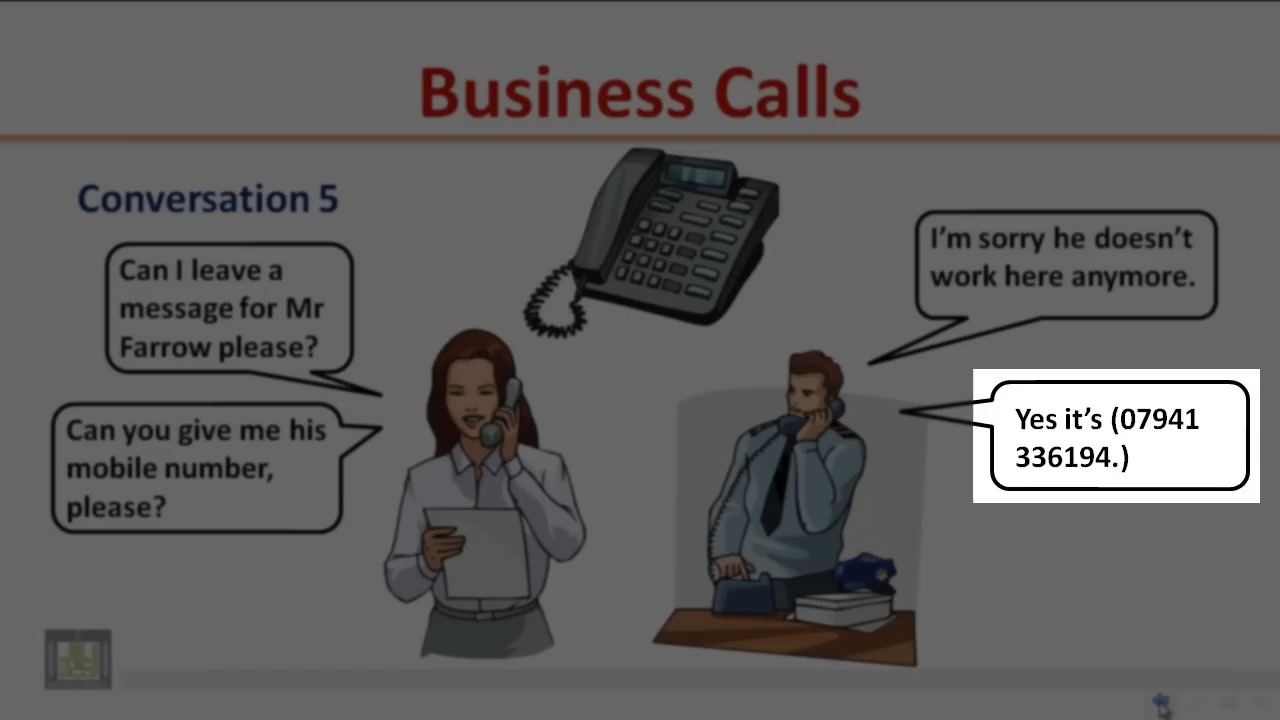 Business Calls
Conversation 5
Can I leave a
message for Mr
Farrow please?
I'm sorry he doesn't
work here anymore.
Can you give me his
mobile number,
please?
Yes it's (07941
336194.)